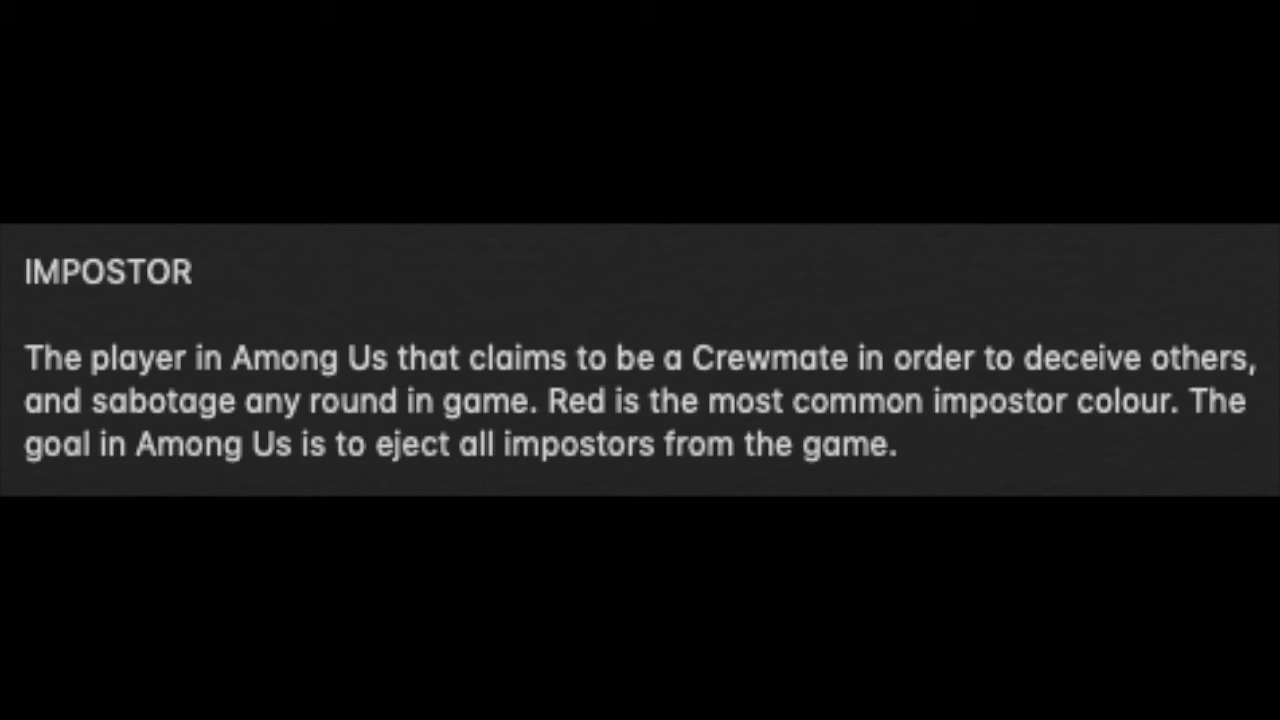 IMPOSTOR
The player in Among Us that claims to be a Crewmate in order to deceive others,
and sabotage any round in game. Red is the most common impostor colour. The
goal in Among Us is to eject all impostors from the game.